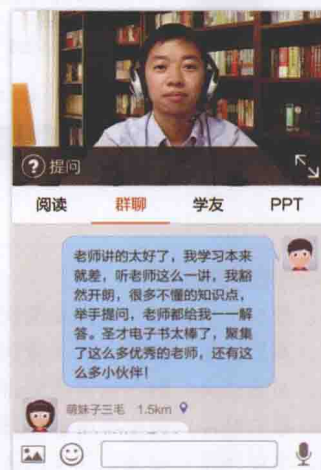 ? 提问
阅读 群聊 学友 PPT
老师讲的太好了，我学习本来
就差，听老师这么一讲，我豁
然开朗，很多不懂的知识点，
举手提问，老师都给我一一解
答。圣才电子书太棒了，聚集
了这么多优秀的老师，还有这
么多小伙伴！
萌妹子三毛 1.5km